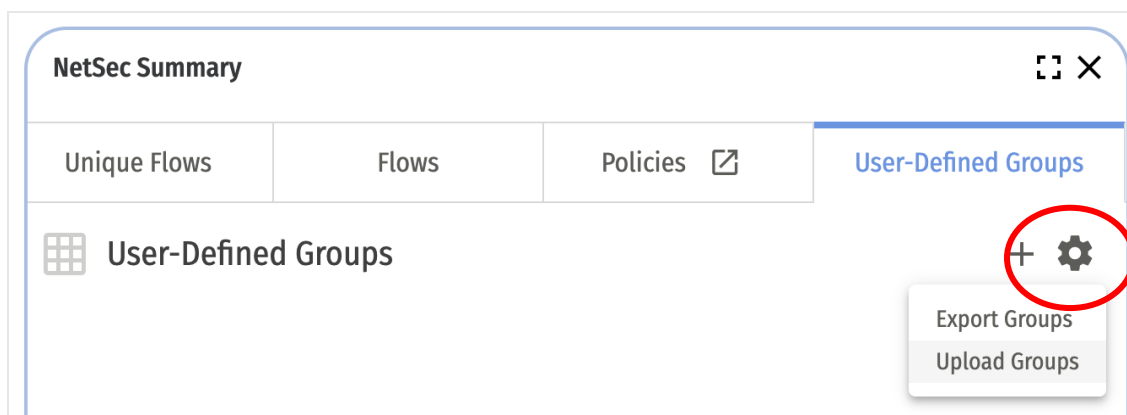 NetSec Summary
Unique Flows
Flows
Policies
User-Defined Groups
User-Defined Groups
Export Groups
Upload Groups